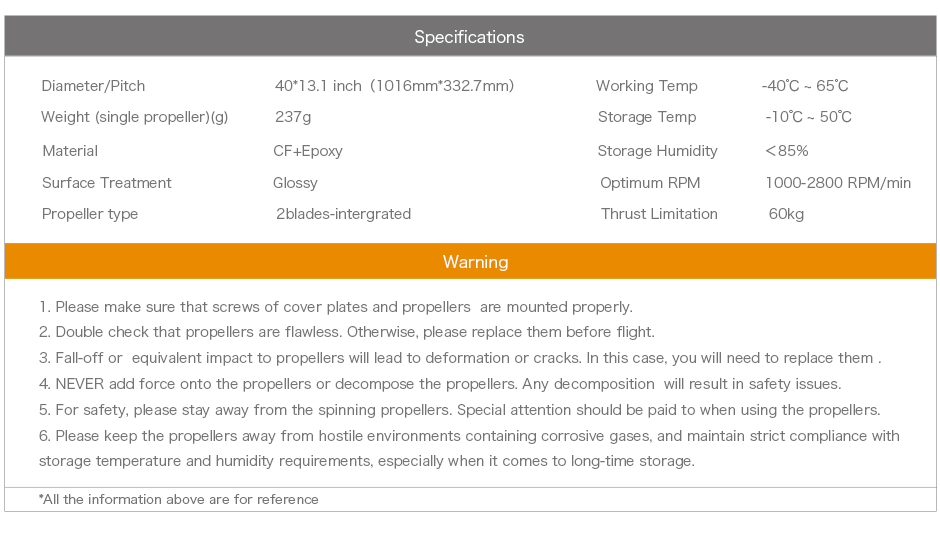 Specifications
Diameter/Pitch 40*13.1 inch（1016mm*332.7mm） Working Temp -40℃ ~ 65℃
Weight (single propeller)(g) 237g Storage Temp -10℃ ~ 50℃
Material CF+Epoxy Storage Humidity ＜85%
Surface Treatment Glossy Optimum RPM 1000-2800 RPM/min
Propeller type 2blades-intergrated Thrust Limitation 60kg
Warning
1. Please make sure that screws of cover plates and propellers  are mounted properly.
2. Double check that propellers are flawless. Otherwise, please replace them before flight.
3. Fall-off or  equivalent impact to propellers will lead to deformation or cracks. In this case, you will need to replace them .
4. NEVER add force onto the propellers or decompose the propellers. Any decomposition  will result in safety issues.
5. For safety, please stay away from the spinning propellers. Special attention should be paid to when using the propellers.
6. Please keep the propellers away from hostile environments containing corrosive gases, and maintain strict compliance with
storage temperature and humidity requirements, especially when it comes to long-time storage.
*All the information above are for reference